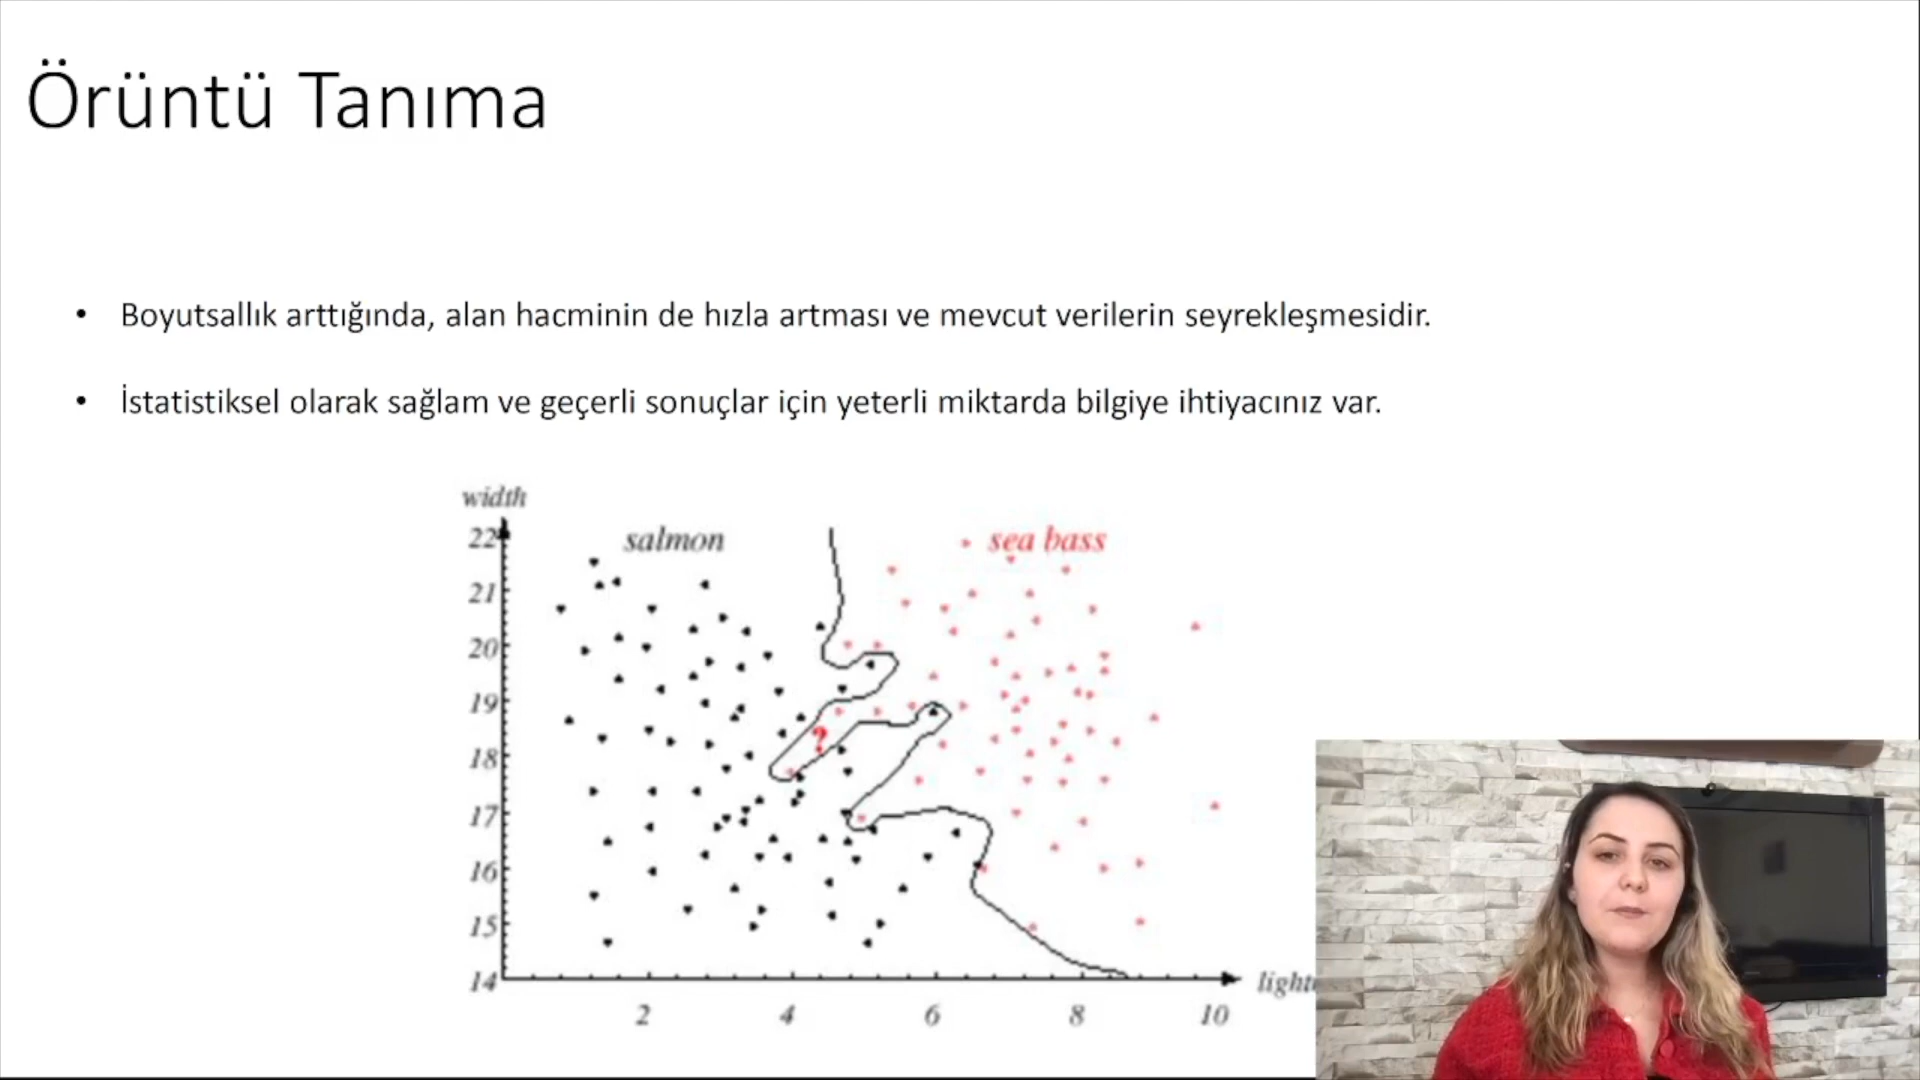 Örüntü Tanıma
• Boyutsallık arttığında, alan hacminin de hızla artması ve mevcut verilerin seyrekleşmesidir.
• İstatistiksel olarak sağlam ve geçerli sonuçlar için yeterli miktarda bilgiye ihtiyacınız var.
width
22
salmon
sea bass
21
20
19
?
18
17
16
15
14
2
4
6
8
10